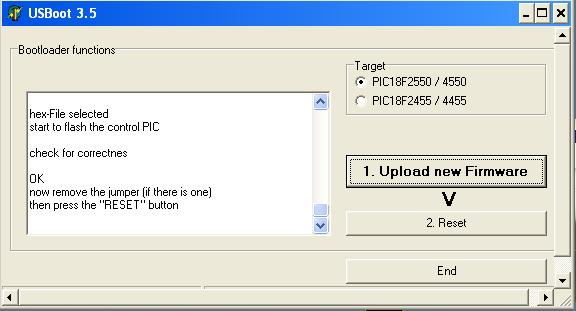 USBoot 3.5
Bootloader functions
hex-File selected
start to flash the control PIC
check for correctnes
OK
now remove the jumper (if there is one)
then press the "RESET" button
Target
PIC18F2550 / 4550
PIC18F2455 / 4455
1. Upload new Firmware
V
2. Reset
End